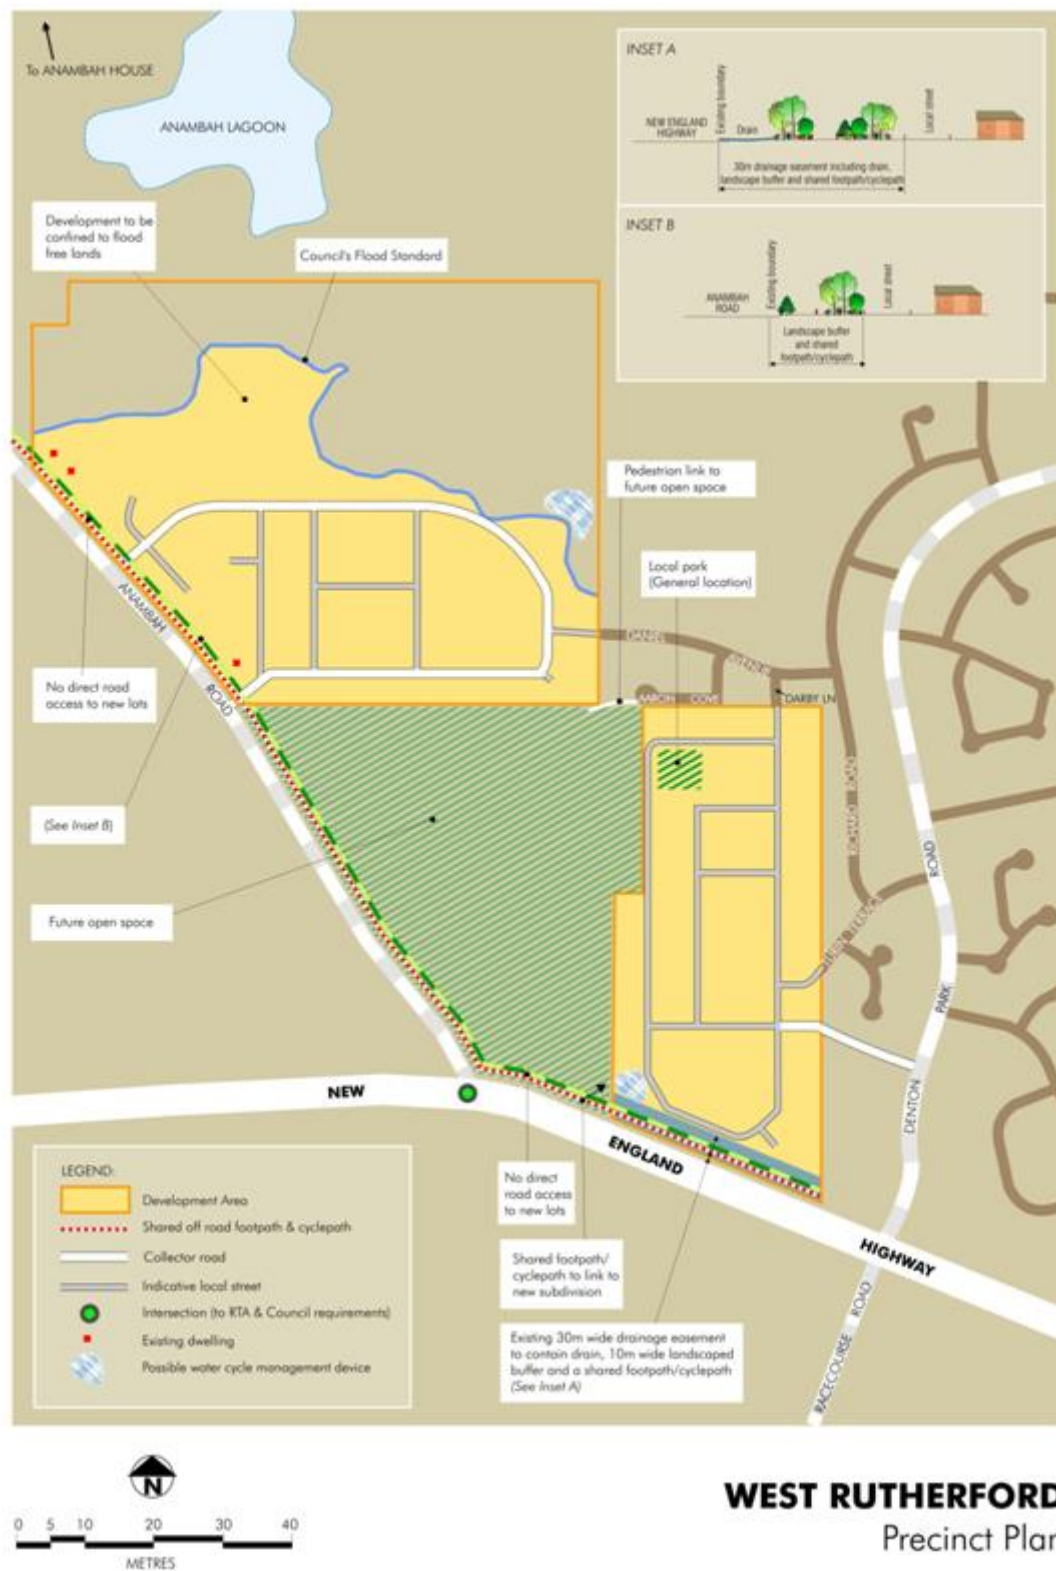 To ANAMBAH HOUSE
ANAMBAH LAGOON
INSET A
NEW ENGLAND
HIGHWAY
Existing boundary
Drain
Local street
30m drainage easement including drain,
landscape buffer and shared footpath/cyclepath
INSET B
ANAMBAH
ROAD
Existing boundary
Local street
Landscape buffer
and shared
footpath/cyclepath
Development to be
confined to flood
free lands
Council's Flood Standard
Pedestrian link to
future open space
Local park
(General location)
ANAMBAH
ROAD
DANIEL
AVENUE
COVE
DARBY LN
No direct road
access to new lots
(See Inset B)
Future open space
RICHARD ROAD
ROAD
PARK
DENTON
NEW
ENGLAND
HIGHWAY
RACECOURSE ROAD
No direct
road access
to new lots
Shared footpath/
cyclepath to link to
new subdivision
Existing 30m wide drainage easement
to contain drain, 10m wide landscaped
buffer and a shared footpath/cyclepath
(See Inset A)
LEGEND:
Development Area
Shared off road footpath & cyclepath
Collector road
Indicative local street
Intersection (to RTA & Council requirements)
Existing dwelling
Possible water cycle management device
N
0 5 10 20 30 40
METRES
WEST RUTHERFORD
Precinct Plan